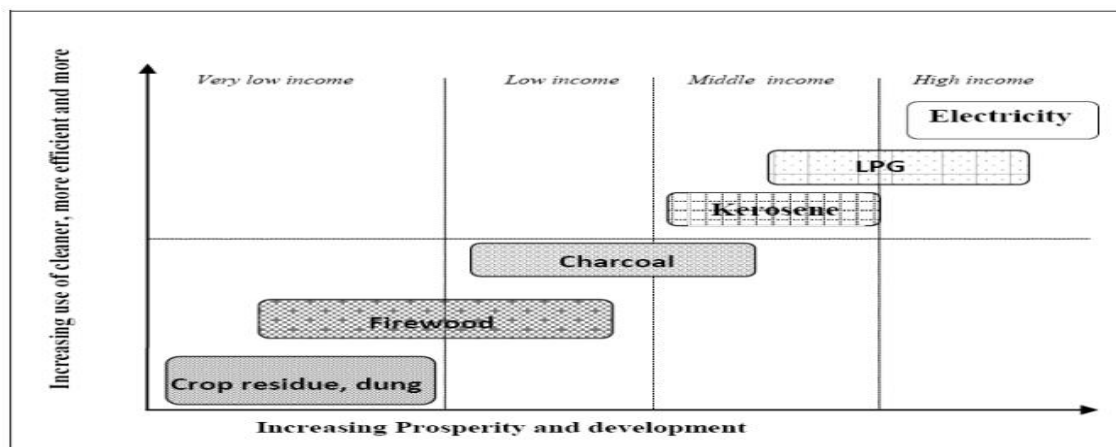 Increasing use of cleaner, more efficient and more
Very low income
Low income
Middle income
High income
Electricity
LPG
Kerosene
Charcoal
Firewood
Crop residue, dung
Increasing Prosperity and development